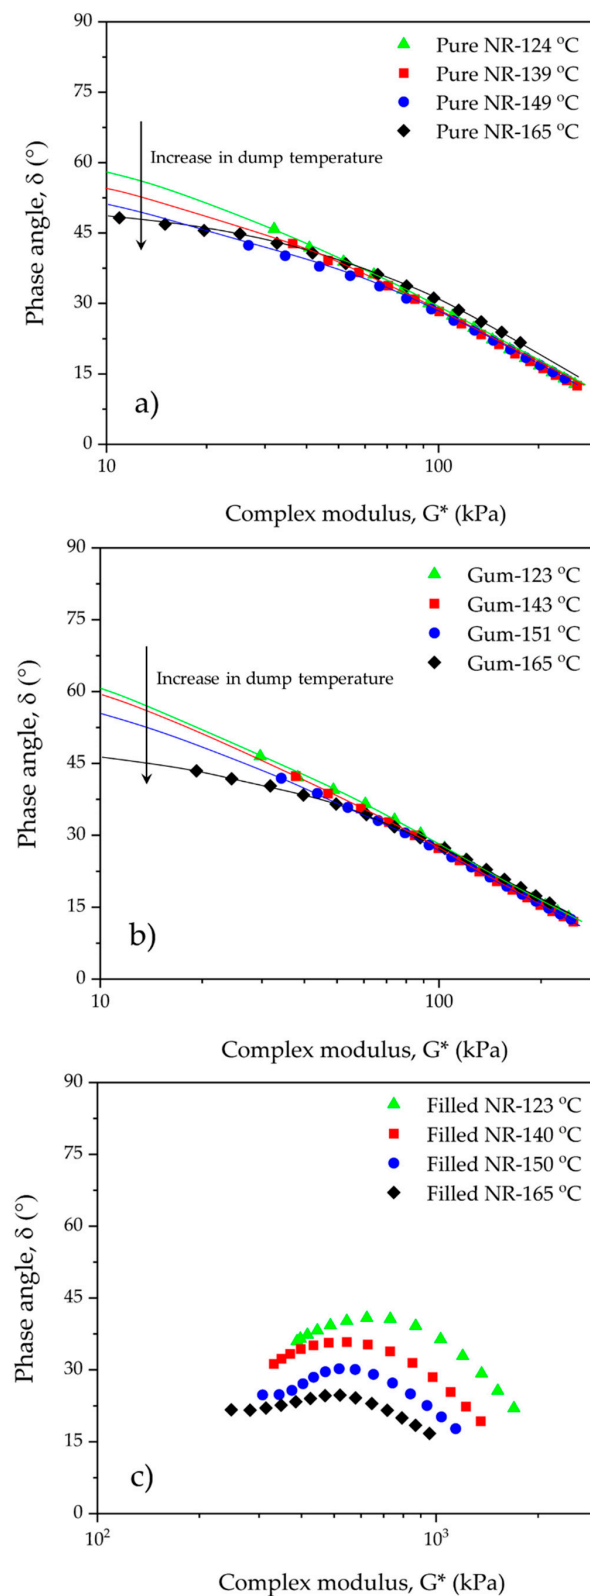 90
Pure NR-124 °C
Pure NR-139 °C
75
Pure NR-149 °C
Pure NR-165 °C
60
Increase in dump temperature
45
30
15
a)
0
10
100
Phase angle, δ (°)
Complex modulus, G* (kPa)
90
Gum-123 °C
Gum-143 °C
75
Gum-151 °C
Gum-165 °C
60
Increase in dump temperature
45
30
15
b)
0
10
100
Phase angle, δ (°)
Complex modulus, G* (kPa)
90
Filled NR-123 °C
Filled NR-140 °C
75
Filled NR-150 °C
Filled NR-165 °C
60
45
30
15
c)
0
10²
10³
Phase angle, δ (°)
Complex modulus, G* (kPa)